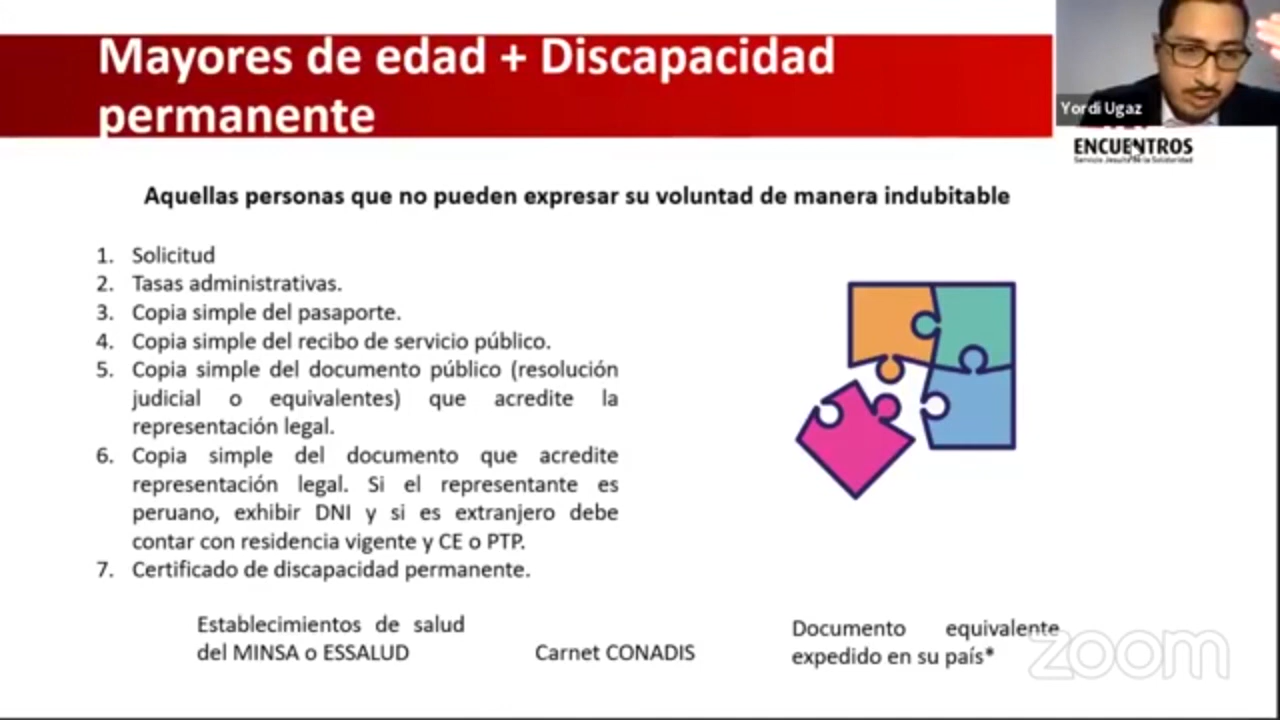 Mayores de edad + Discapacidad
permanente
Yordi Ugaz
ENCUENTROS
Servicio Jesuita de la Solidaridad
Aquellas personas que no pueden expresar su voluntad de manera indubitable
1. Solicitud
2. Tasas administrativas.
3. Copia simple del pasaporte.
4. Copia simple del recibo de servicio público.
5. Copia simple del documento público (resolución
judicial o equivalentes) que acredite la
representación legal.
6. Copia simple del documento que acredite
representación legal. Si el representante es
peruano, exhibir DNI y si es extranjero debe
contar con residencia vigente y CE o PTP.
7. Certificado de discapacidad permanente.
Establecimientos de salud
del MINSA o ESSALUD
Carnet CONADIS
Documento equivalente
expedido en su país*
zoom